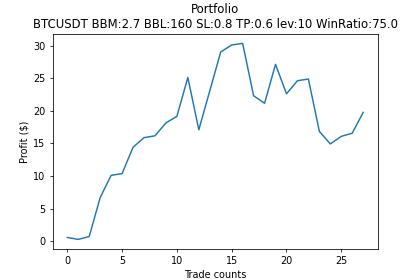 Portfolio
BTCUSDT BBM:2.7 BBL:160 SL:0.8 TP:0.6 lev:10 WinRatio:75.0
30
25
20
15
10
5
0
Profit ($)
0 5 10 15 20 25
Trade counts